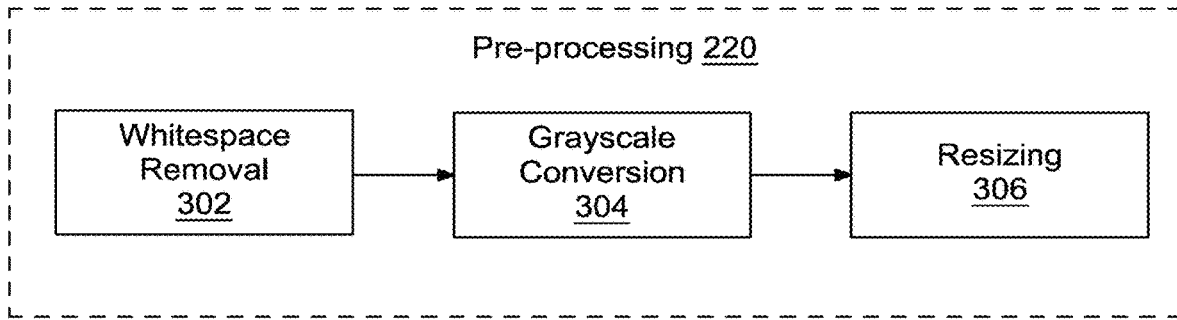 Pre-processing 220
Whitespace
Removal
302
Grayscale
Conversion
304
Resizing
306